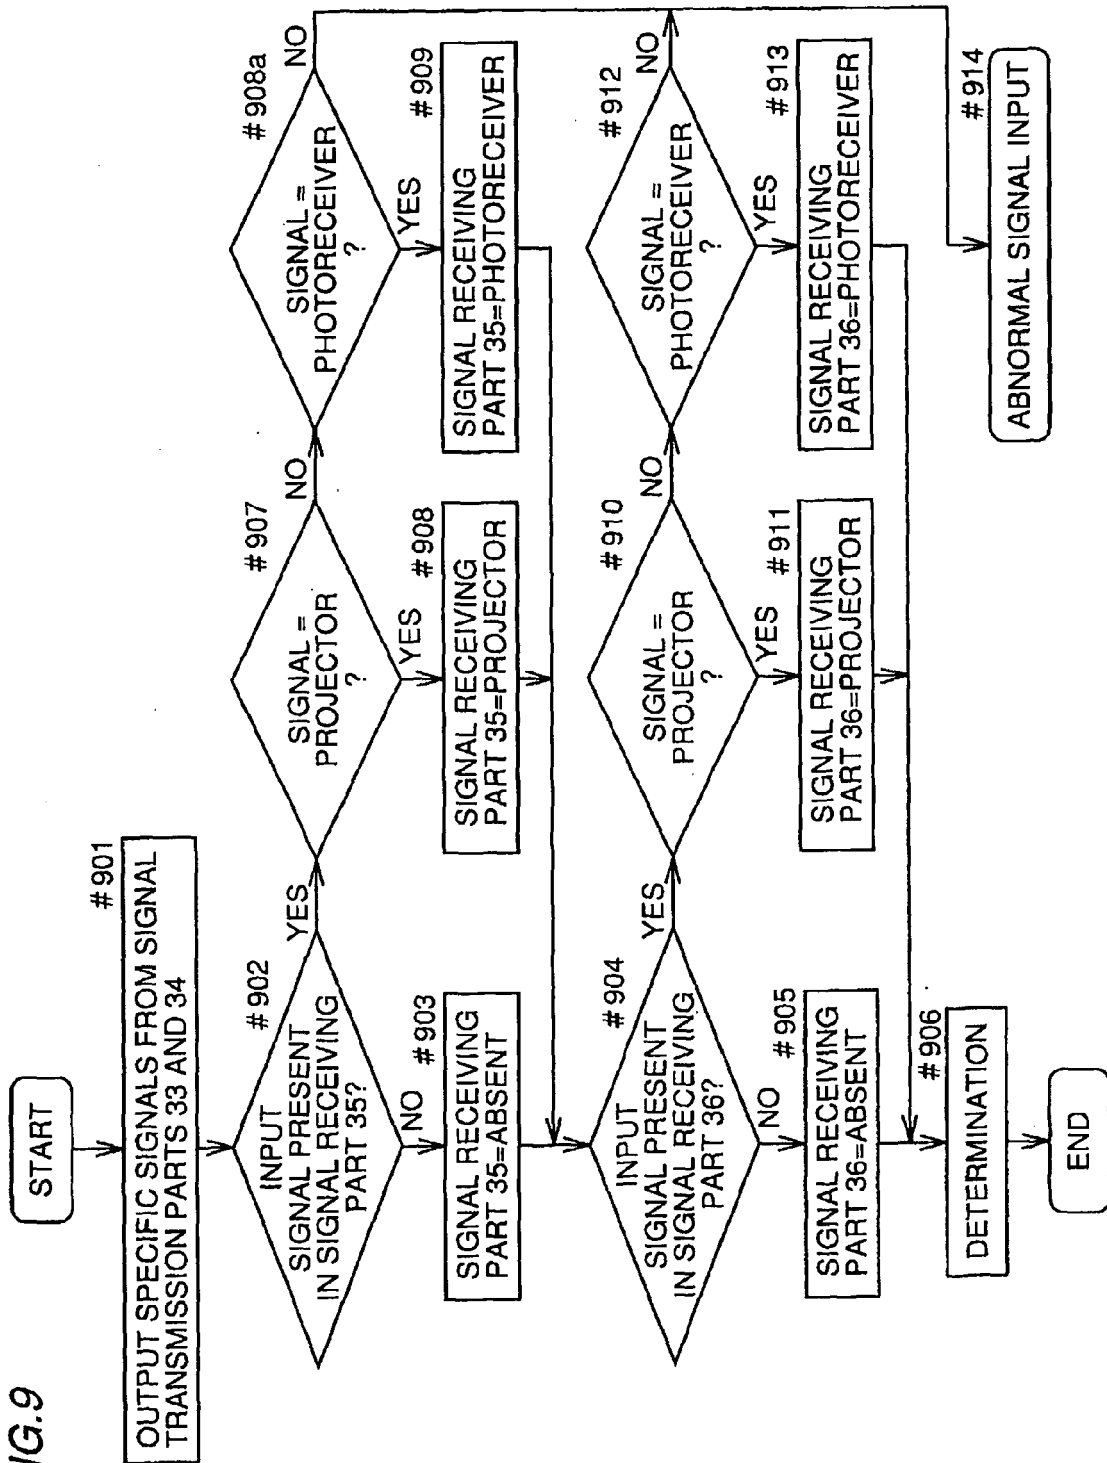 IG.9
START
#901
OUTPUT SPECIFIC SIGNALS FROM SIGNAL
TRANSMISSION PARTS 33 AND 34
#902
INPUT
SIGNAL PRESENT
IN SIGNAL RECEIVING
PART 35?
YES
NO
#903
SIGNAL RECEIVING
PART 35=ABSENT
#907
SIGNAL =
PROJECTOR
?
NO
YES
#908
SIGNAL RECEIVING
PART 35=PROJECTOR
#908a
SIGNAL =
PHOTORECEIVER
?
NO
YES
#909
SIGNAL RECEIVING
PART 35=PHOTORECEIVER
#904
INPUT
SIGNAL PRESENT
IN SIGNAL RECEIVING
PART 36?
YES
NO
#905
SIGNAL RECEIVING
PART 36=ABSENT
#910
SIGNAL =
PROJECTOR
?
NO
YES
#911
SIGNAL RECEIVING
PART 36=PROJECTOR
#912
SIGNAL =
PHOTORECEIVER
?
NO
YES
#913
SIGNAL RECEIVING
PART 36=PHOTORECEIVER
#906
DETERMINATION
#914
ABNORMAL SIGNAL INPUT
END